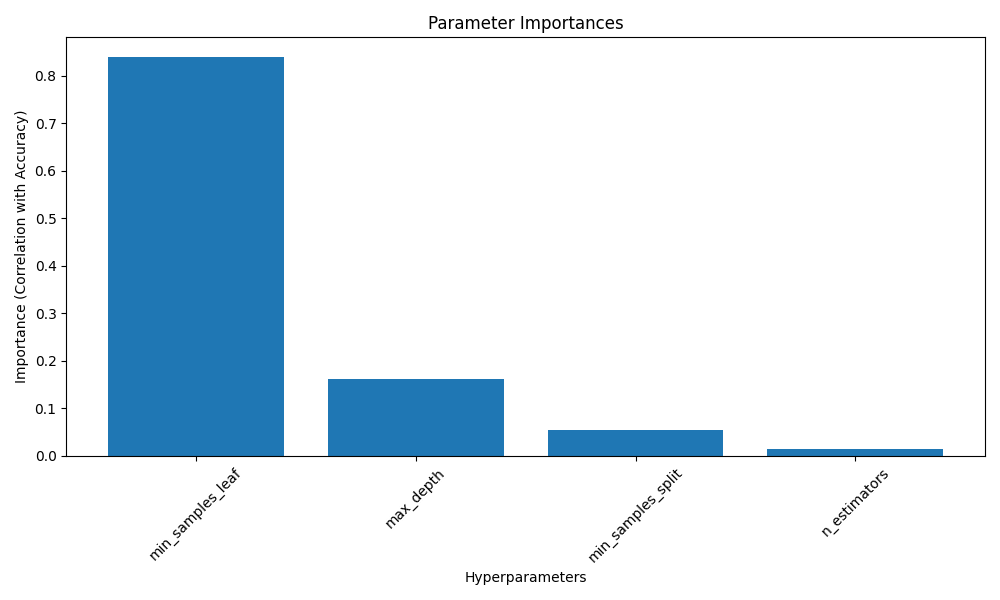 Parameter Importances
Importance (Correlation with Accuracy)
0.8
0.7
0.6
0.5
0.4
0.3
0.2
0.1
0.0
min_samples_leaf
max_depth
min_samples_split
n_estimators
Hyperparameters